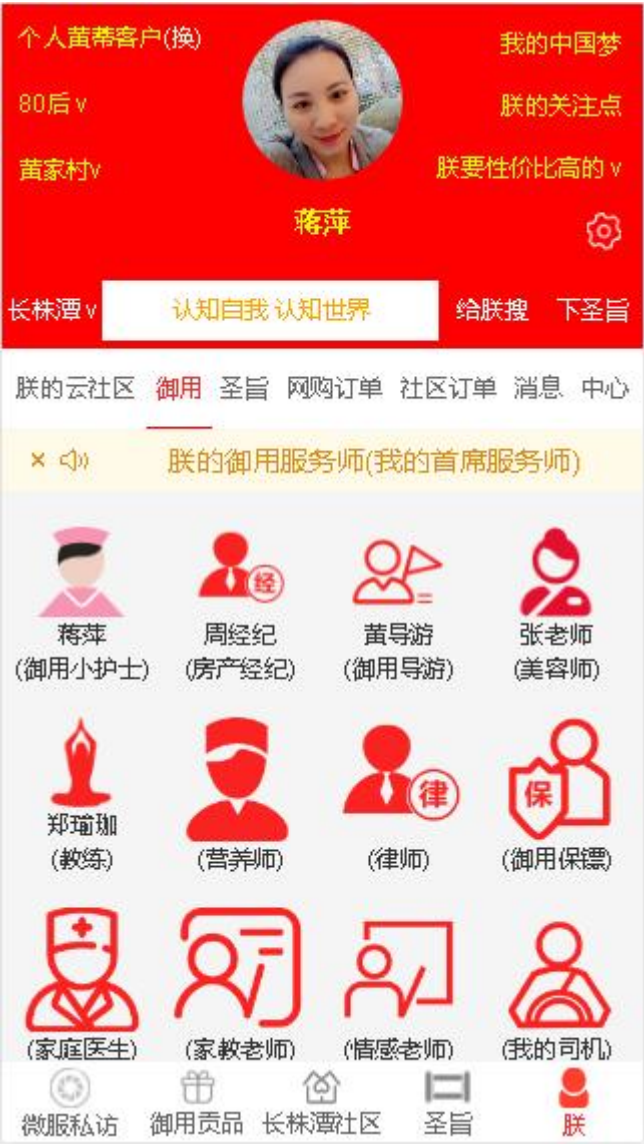 个人黄蒂客户(换)
我的中国梦
80后∨
朕的关注点
黄家村∨
朕要性价比高的∨
蒋萍
长株潭∨ 认知自我 认知世界 给朕搜 下圣旨
朕的云社区 御用 圣旨 网购订单 社区订单 消息 中心
× 朕的御用服务师(我的首席服务师)
经
蒋萍 周经纪 黄导游 张老师
(御用小护士) (房产经纪) (御用导游) (美容师)
律 保
郑瑜珈
(教练) (营养师) (律师) (御用保镖)
(家庭医生) (家教老师) (情感老师) (我的司机)
微服私访 御用贡品 长株潭社区 圣旨 朕